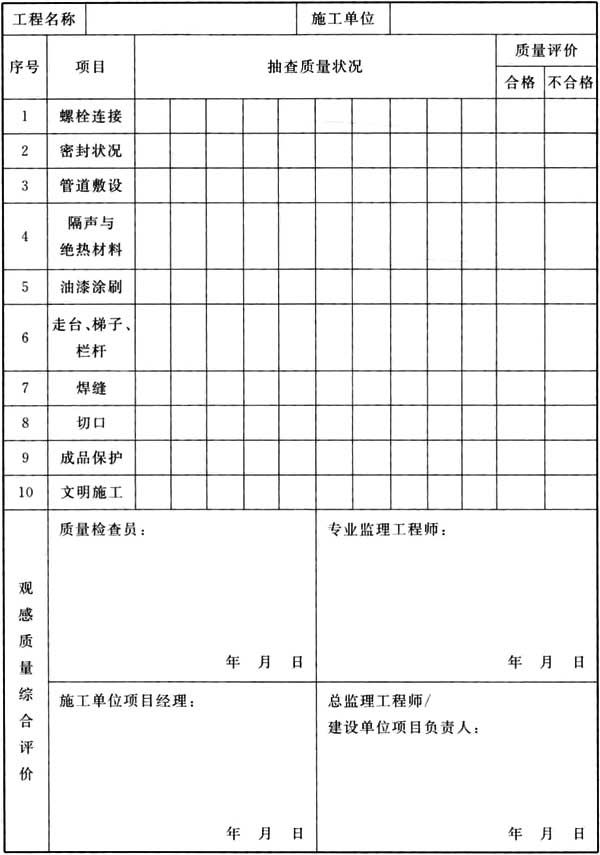 工程名称 施工单位
序号 项目 抽查质量状况 质量评价
合格 不合格
1 螺栓连接
2 密封状况
3 管道敷设
4 隔声与
绝热材料
5 油漆涂刷
6 走台、梯子、
栏杆
7 焊缝
8 切口
9 成品保护
10 文明施工
观感质量综合评价
质量检查员：
年 月 日
专业监理工程师：
年 月 日
施工单位项目经理：
年 月 日
总监理工程师/
建设单位项目负责人：
年 月 日